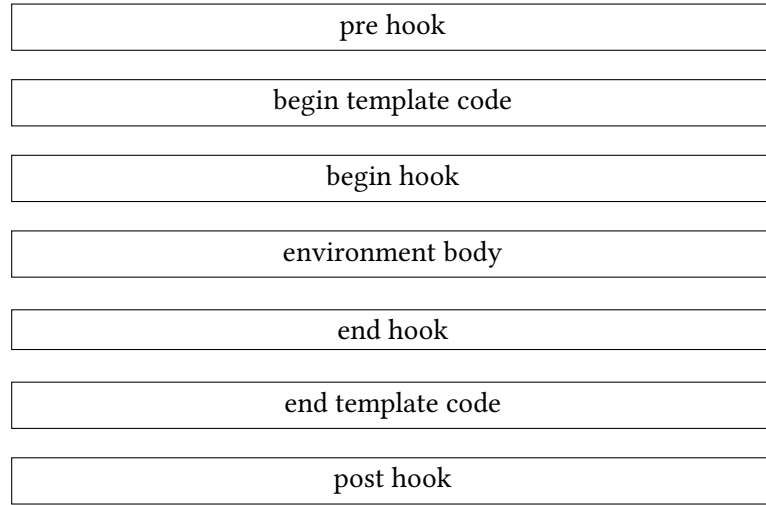 pre hook
begin template code
begin hook
environment body
end hook
end template code
post hook